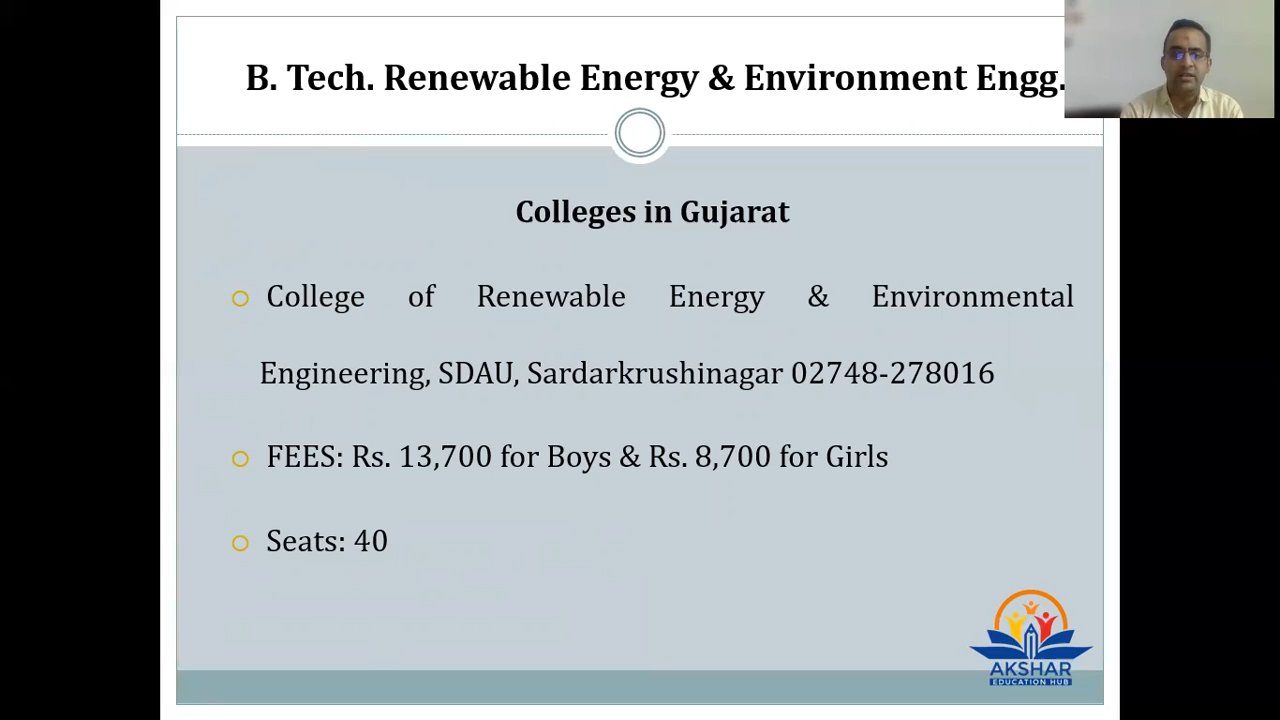 B. Tech. Renewable Energy & Environment Engg.
Colleges in Gujarat
College of Renewable Energy & Environmental
Engineering, SDAU, Sardarkrushinagar 02748-278016
FEES: Rs. 13,700 for Boys & Rs. 8,700 for Girls
Seats: 40
AKSHAR
EDUCATION HUB